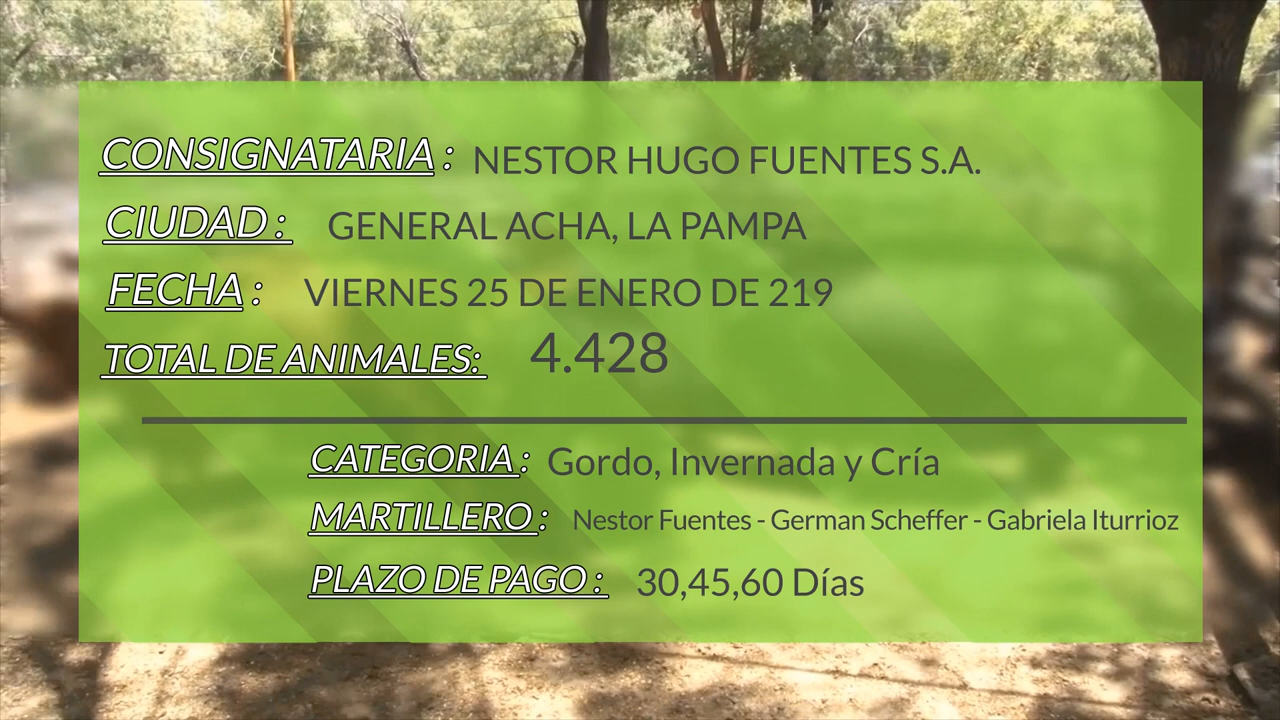 CONSIGNATARIA : NESTOR HUGO FUENTES S.A.
CIUDAD : GENERAL ACHA, LA PAMPA
FECHA : VIERNES 25 DE ENERO DE 219
TOTAL DE ANIMALES: 4.428
CATEGORIA : Gordo, Invernada y Cría
MARTILLERO : Nestor Fuentes - German Scheffer - Gabriela Iturrioz
PLAZO DE PAGO : 30,45,60 Días